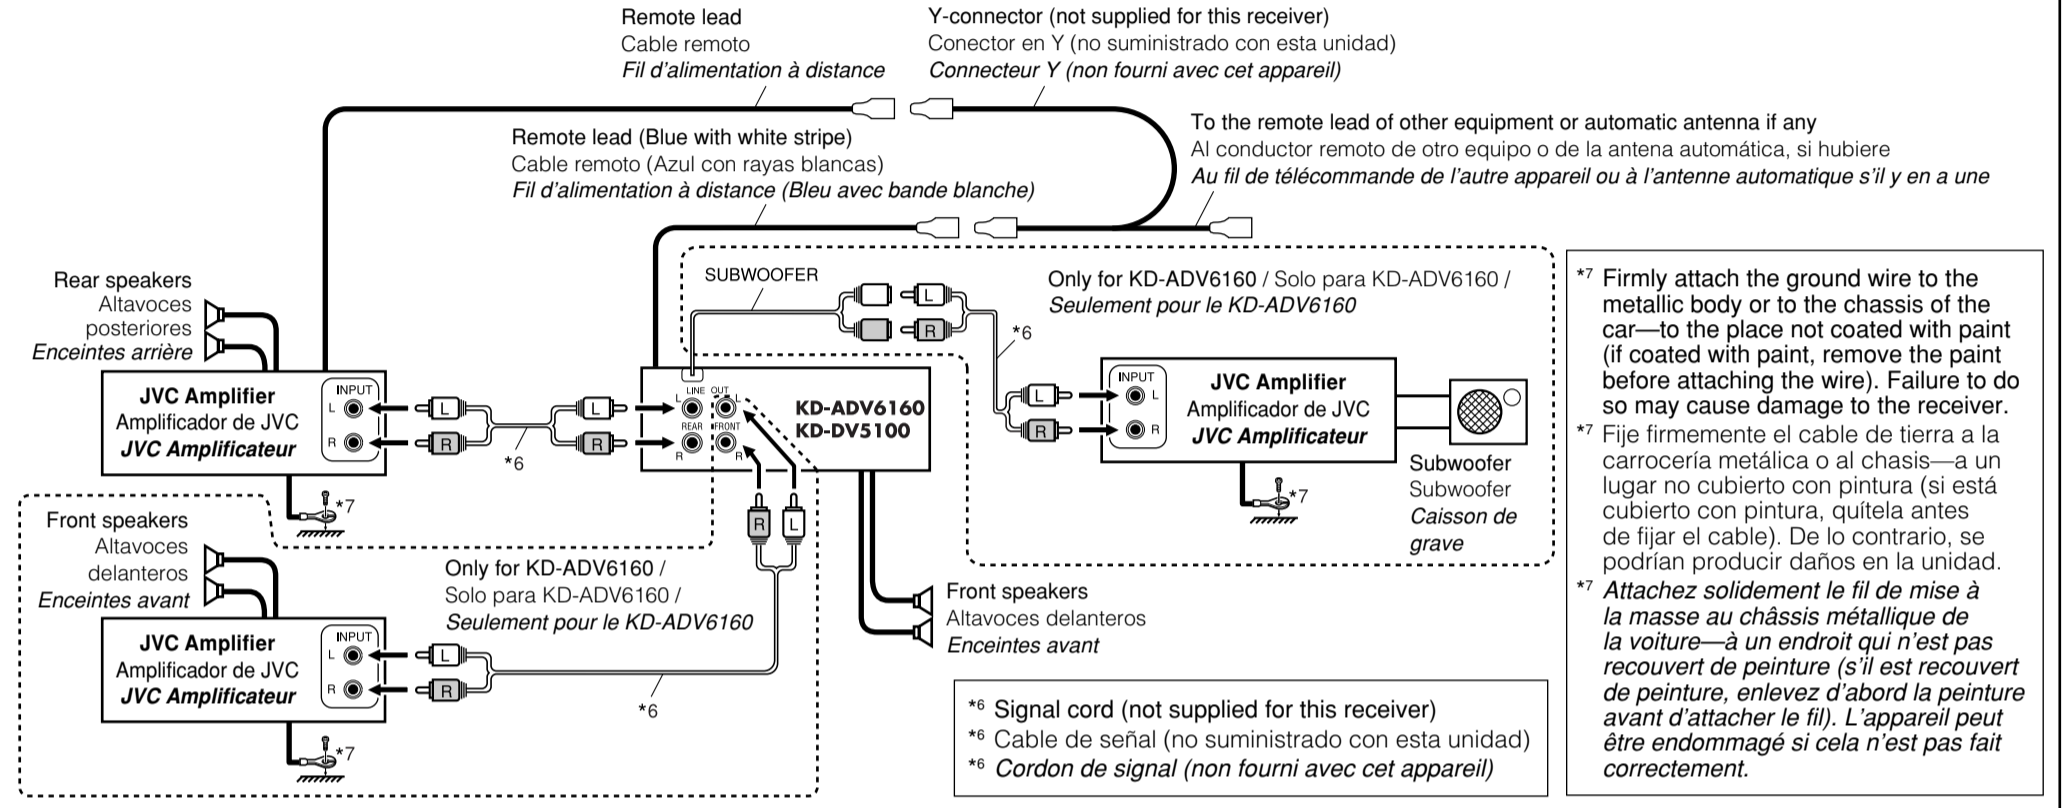 Remote lead
Cable remoto
Fil d'alimentation à distance
Y-connector (not supplied for this receiver)
Conector en Y (no suministrado con esta unidad)
Connecteur Y (non fourni avec cet appareil)
Remote lead (Blue with white stripe)
Cable remoto (Azul con rayas blancas)
Fil d'alimentation à distance (Bleu avec bande blanche)
To the remote lead of other equipment or automatic antenna if any
Al conductor remoto de otro equipo o de la antena automática, si hubiere
Au fil de télécommande de l'autre appareil ou à l'antenne automatique s'il y en a une
Rear speakers
Altavoces
posteriores
Enceintes arrière
JVC Amplifier
Amplificador de JVC
JVC Amplificateur
INPUT
L
R
*7
L
R
*6
L
R
SUBWOOFER
LINE OUT
L
L
REAR
FRONT
R
R
KD-ADV6160
KD-DV5100
Only for KD-ADV6160 / Solo para KD-ADV6160 /
Seulement pour le KD-ADV6160
L
R
*6
L
R
INPUT
L
R
JVC Amplifier
Amplificador de JVC
JVC Amplificateur
*7
Subwoofer
Subwoofer
Caisson de
grave
Front speakers
Altavoces
delanteros
Enceintes avant
JVC Amplifier
Amplificador de JVC
JVC Amplificateur
INPUT
L
R
*7
L
R
*6
R
L
Only for KD-ADV6160 /
Solo para KD-ADV6160 /
Seulement pour le KD-ADV6160
Front speakers
Altavoces delanteros
Enceintes avant
*6 Signal cord (not supplied for this receiver)
*6 Cable de señal (no suministrado con esta unidad)
*6 Cordon de signal (non fourni avec cet appareil)
*7 Firmly attach the ground wire to the
metallic body or to the chassis of the
car—to the place not coated with paint
(if coated with paint, remove the paint
before attaching the wire). Failure to do
so may cause damage to the receiver.
*7 Fije firmemente el cable de tierra a la
carrocería metálica o al chasis—a un
lugar no cubierto con pintura (si está
cubierto con pintura, quítela antes
de fijar el cable). De lo contrario, se
podrían producir daños en la unidad.
*7 Attachez solidement le fil de mise à
la masse au châssis métallique de
la voiture—à un endroit qui n'est pas
recouvert de peinture (s'il est recouvert
de peinture, enlevez d'abord la peinture
avant d'attacher le fil). L'appareil peut
être endommagé si cela n'est pas fait
correctement.